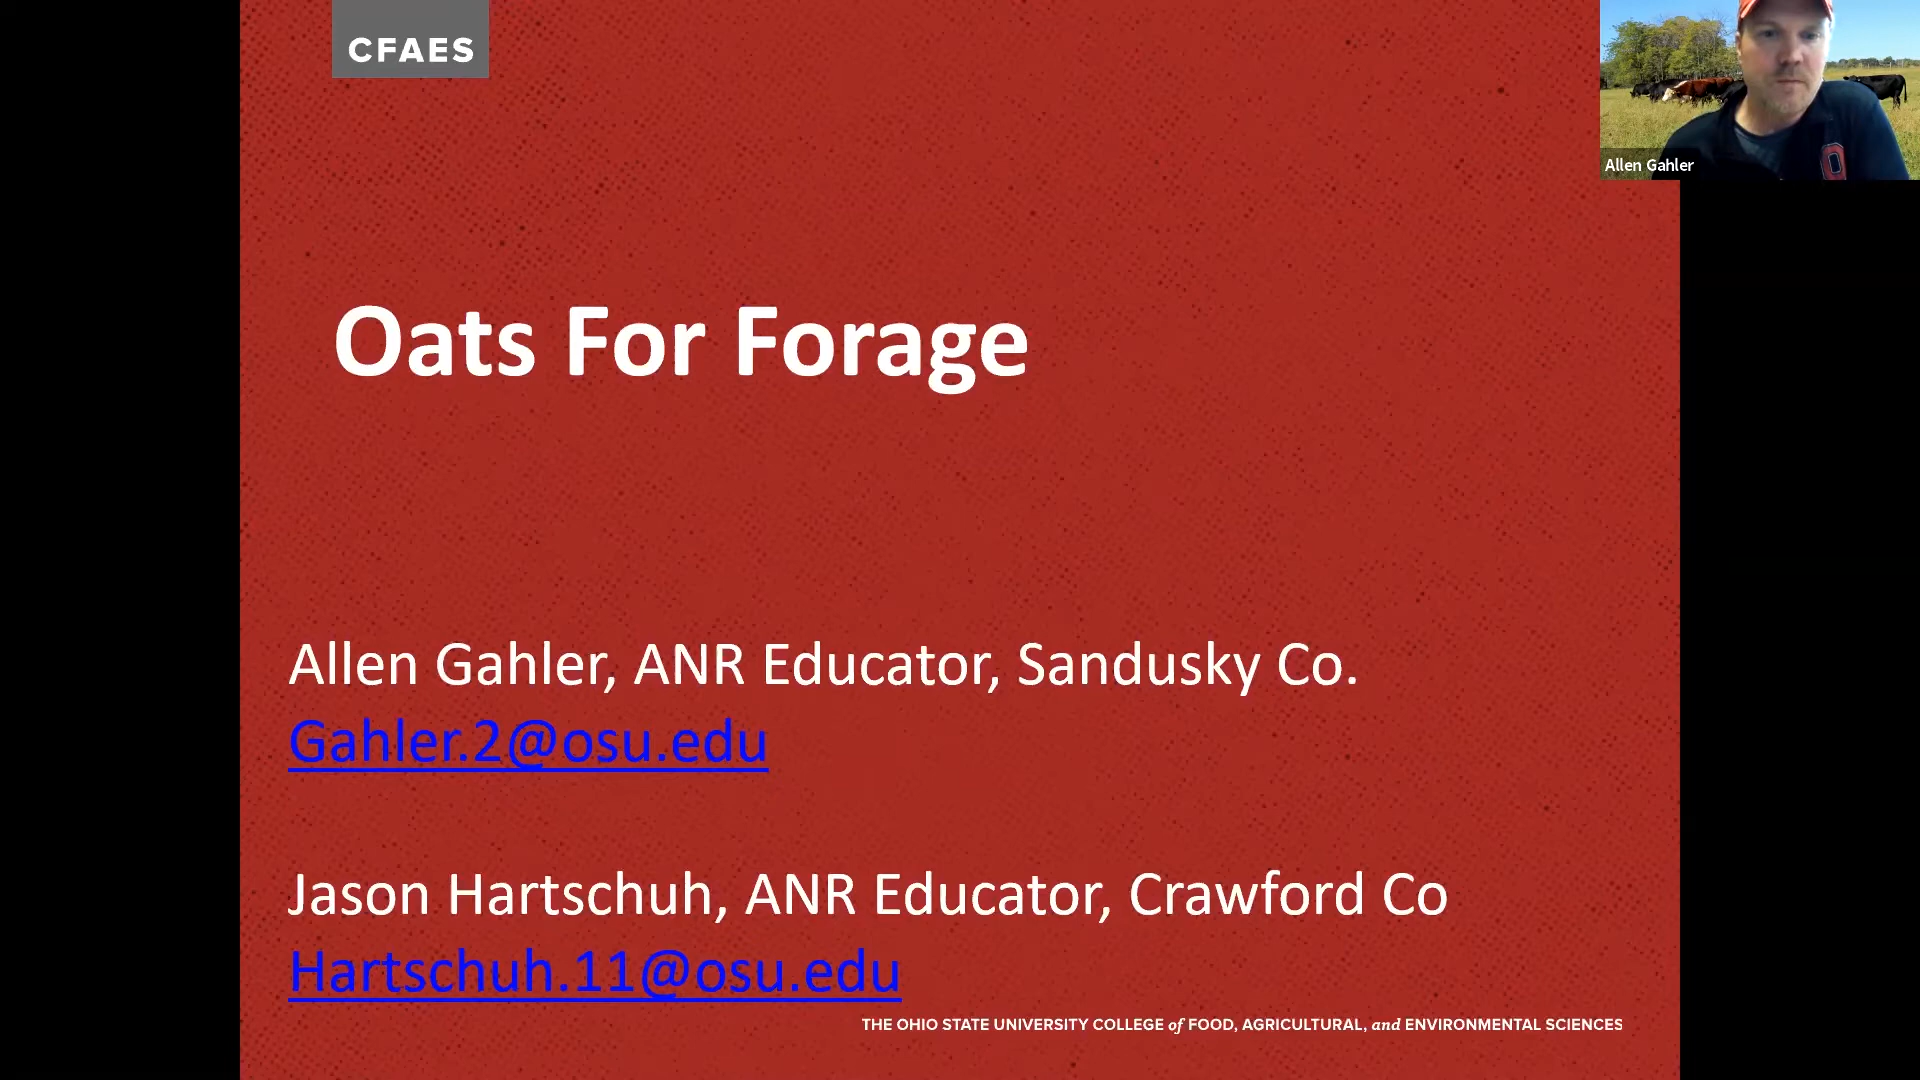 CFAES
Allen Gahler
Oats For Forage
Allen Gahler, ANR Educator, Sandusky Co.
Gahler.2@osu.edu
Jason Hartschuh, ANR Educator, Crawford Co
Hartschuh.11@osu.edu
THE OHIO STATE UNIVERSITY COLLEGE of FOOD, AGRICULTURAL, and ENVIRONMENTAL SCIENCES